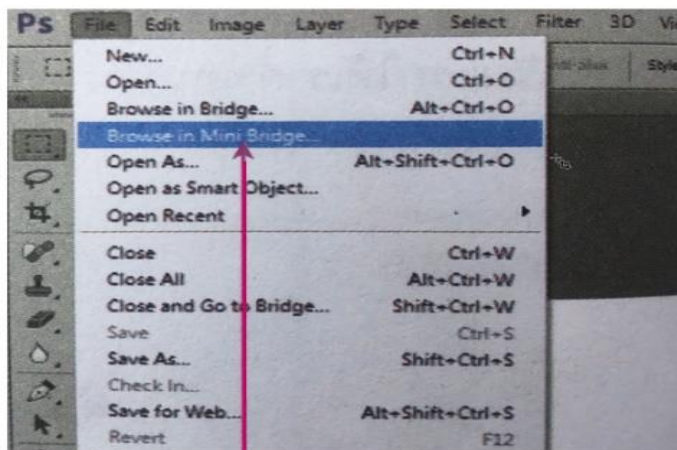 Ps File Edit Image Layer Type Select Filter 3D Vi
New... Ctrl+N
Open... Ctrl+O
Style
Browse in Bridge... Alt+Ctrl+O
Browse in Mini Bridge...
Open As... Alt+Shift+Ctrl+O
Open as Smart Object...
Open Recent
Close Ctrl+W
Close All Alt+Ctrl+W
Close and Go to Bridge... Shift+Ctrl+W
Save Ctrl+S
Save As... Shift+Ctrl+S
Check In...
Save for Web... Alt+Shift+Ctrl+S
Revert F12